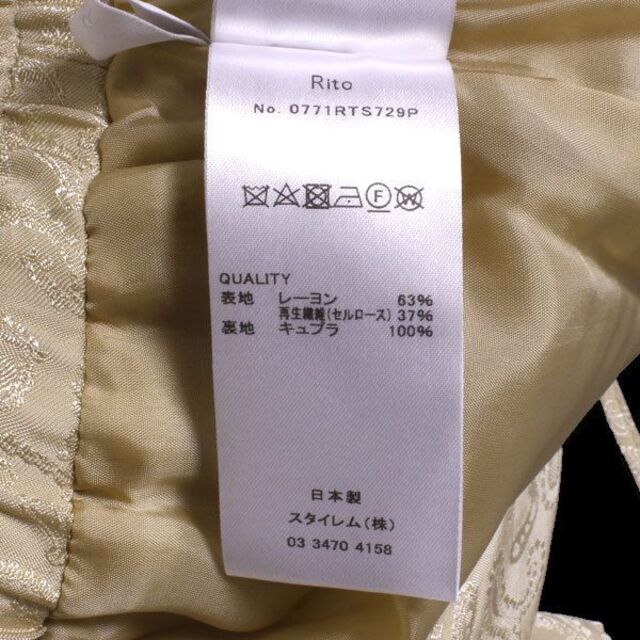 Rito
No. 0771RTS729P
QUALITY
表地 レーヨン 63%
再生繊維(セルロース) 37%
裏地 キュプラ 100%
日本製
スタイレム(株)
03 3470 4158